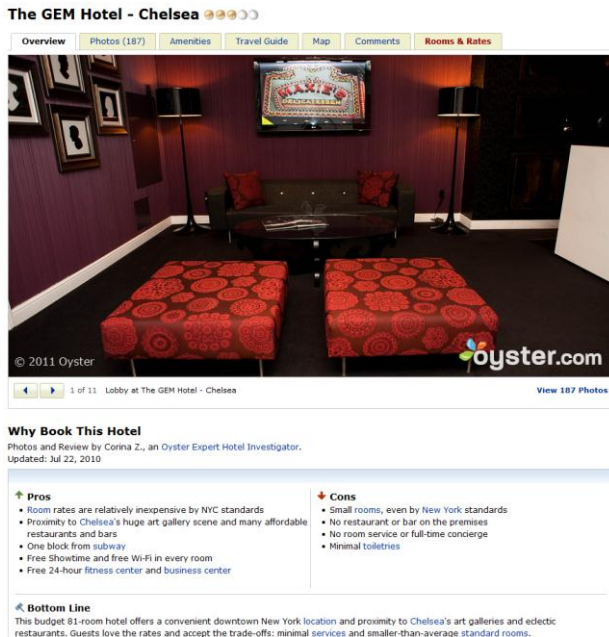 The GEM Hotel - Chelsea
Overview Photos (187) Amenities Travel Guide Map Comments Rooms & Rates
MAXIE'S
DELICATESSEN
© 2011 Oyster
oyster.com
1 of 11 Lobby at The GEM Hotel - Chelsea View 187 Photos
Why Book This Hotel
Photos and Review by Corina Z., an Oyster Expert Hotel Investigator.
Updated: Jul 22, 2010
Pros
• Room rates are relatively inexpensive by NYC standards
• Proximity to Chelsea's huge art gallery scene and many affordable
restaurants and bars
• One block from subway
• Free Showtime and free Wi-Fi in every room
• Free 24-hour fitness center and business center
Cons
• Small rooms, even by New York standards
• No restaurant or bar on the premises
• No room service or full-time concierge
• Minimal toiletries
Bottom Line
This budget 81-room hotel offers a convenient downtown New York location and proximity to Chelsea's art galleries and eclectic
restaurants. Guests love the rates and accept the trade-offs: minimal services and smaller-than-average standard rooms.